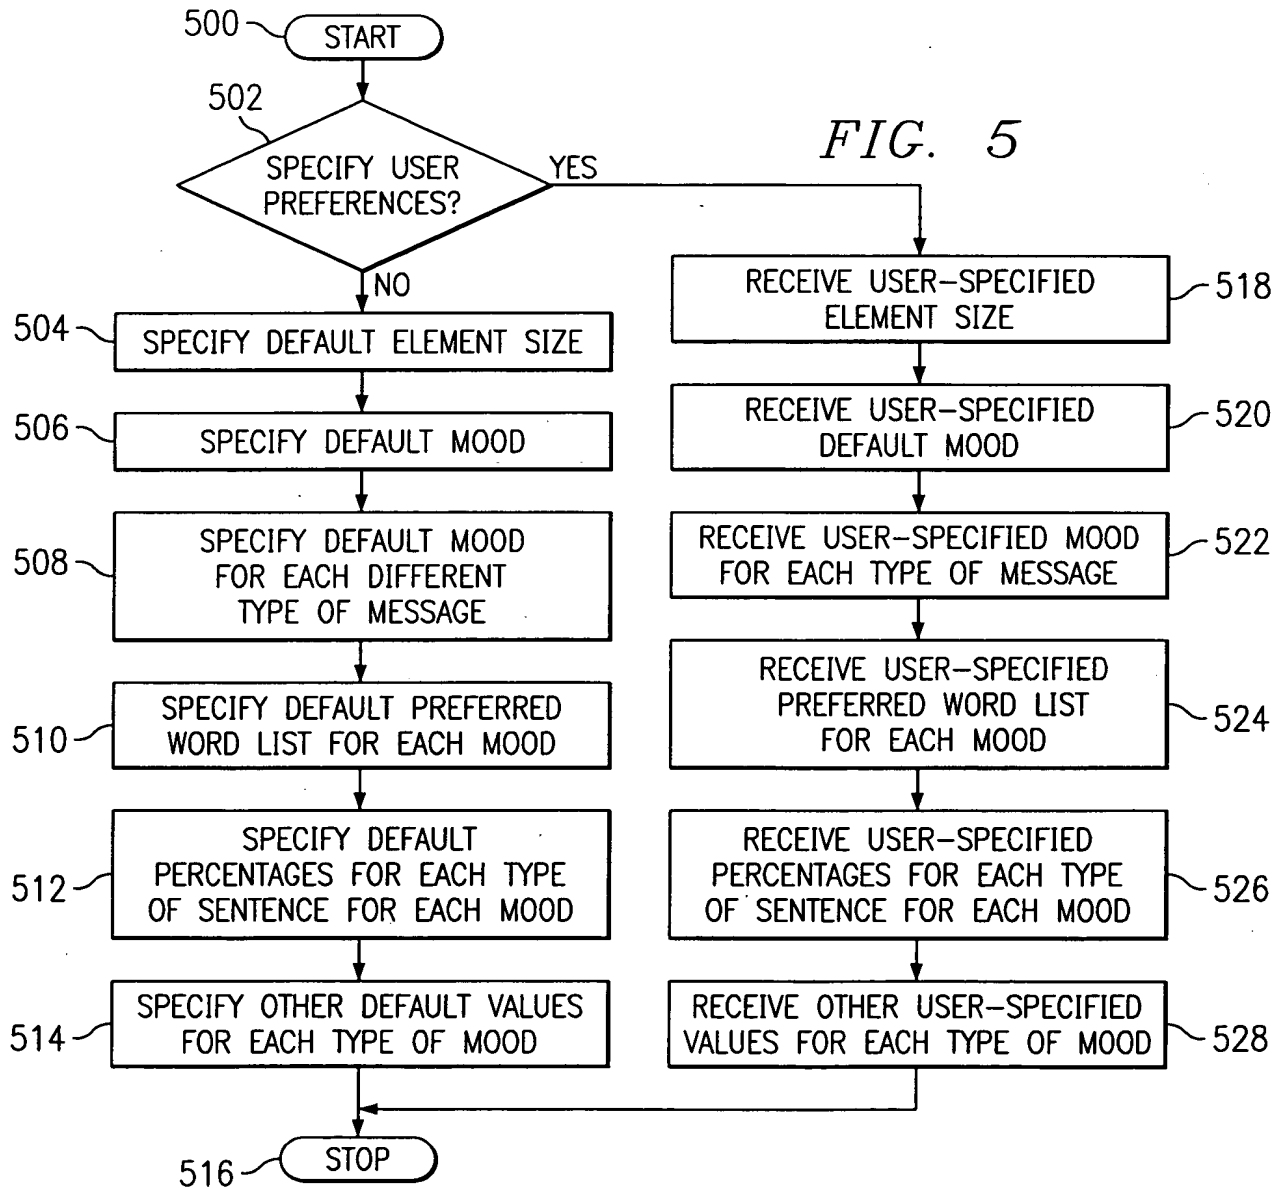 500
START
502
FIG. 5
SPECIFY USER
PREFERENCES?
YES
NO
504
SPECIFY DEFAULT ELEMENT SIZE
506
SPECIFY DEFAULT MOOD
508
SPECIFY DEFAULT MOOD
FOR EACH DIFFERENT
TYPE OF MESSAGE
510
SPECIFY DEFAULT PREFERRED
WORD LIST FOR EACH MOOD
512
SPECIFY DEFAULT
PERCENTAGES FOR EACH TYPE
OF SENTENCE FOR EACH MOOD
514
SPECIFY OTHER DEFAULT VALUES
FOR EACH TYPE OF MOOD
RECEIVE USER-SPECIFIED
ELEMENT SIZE
518
RECEIVE USER-SPECIFIED
DEFAULT MOOD
520
RECEIVE USER-SPECIFIED MOOD
FOR EACH TYPE OF MESSAGE
522
RECEIVE USER-SPECIFIED
PREFERRED WORD LIST
FOR EACH MOOD
524
RECEIVE USER-SPECIFIED
PERCENTAGES FOR EACH TYPE
OF SENTENCE FOR EACH MOOD
526
RECEIVE OTHER USER-SPECIFIED
VALUES FOR EACH TYPE OF MOOD
528
516
STOP